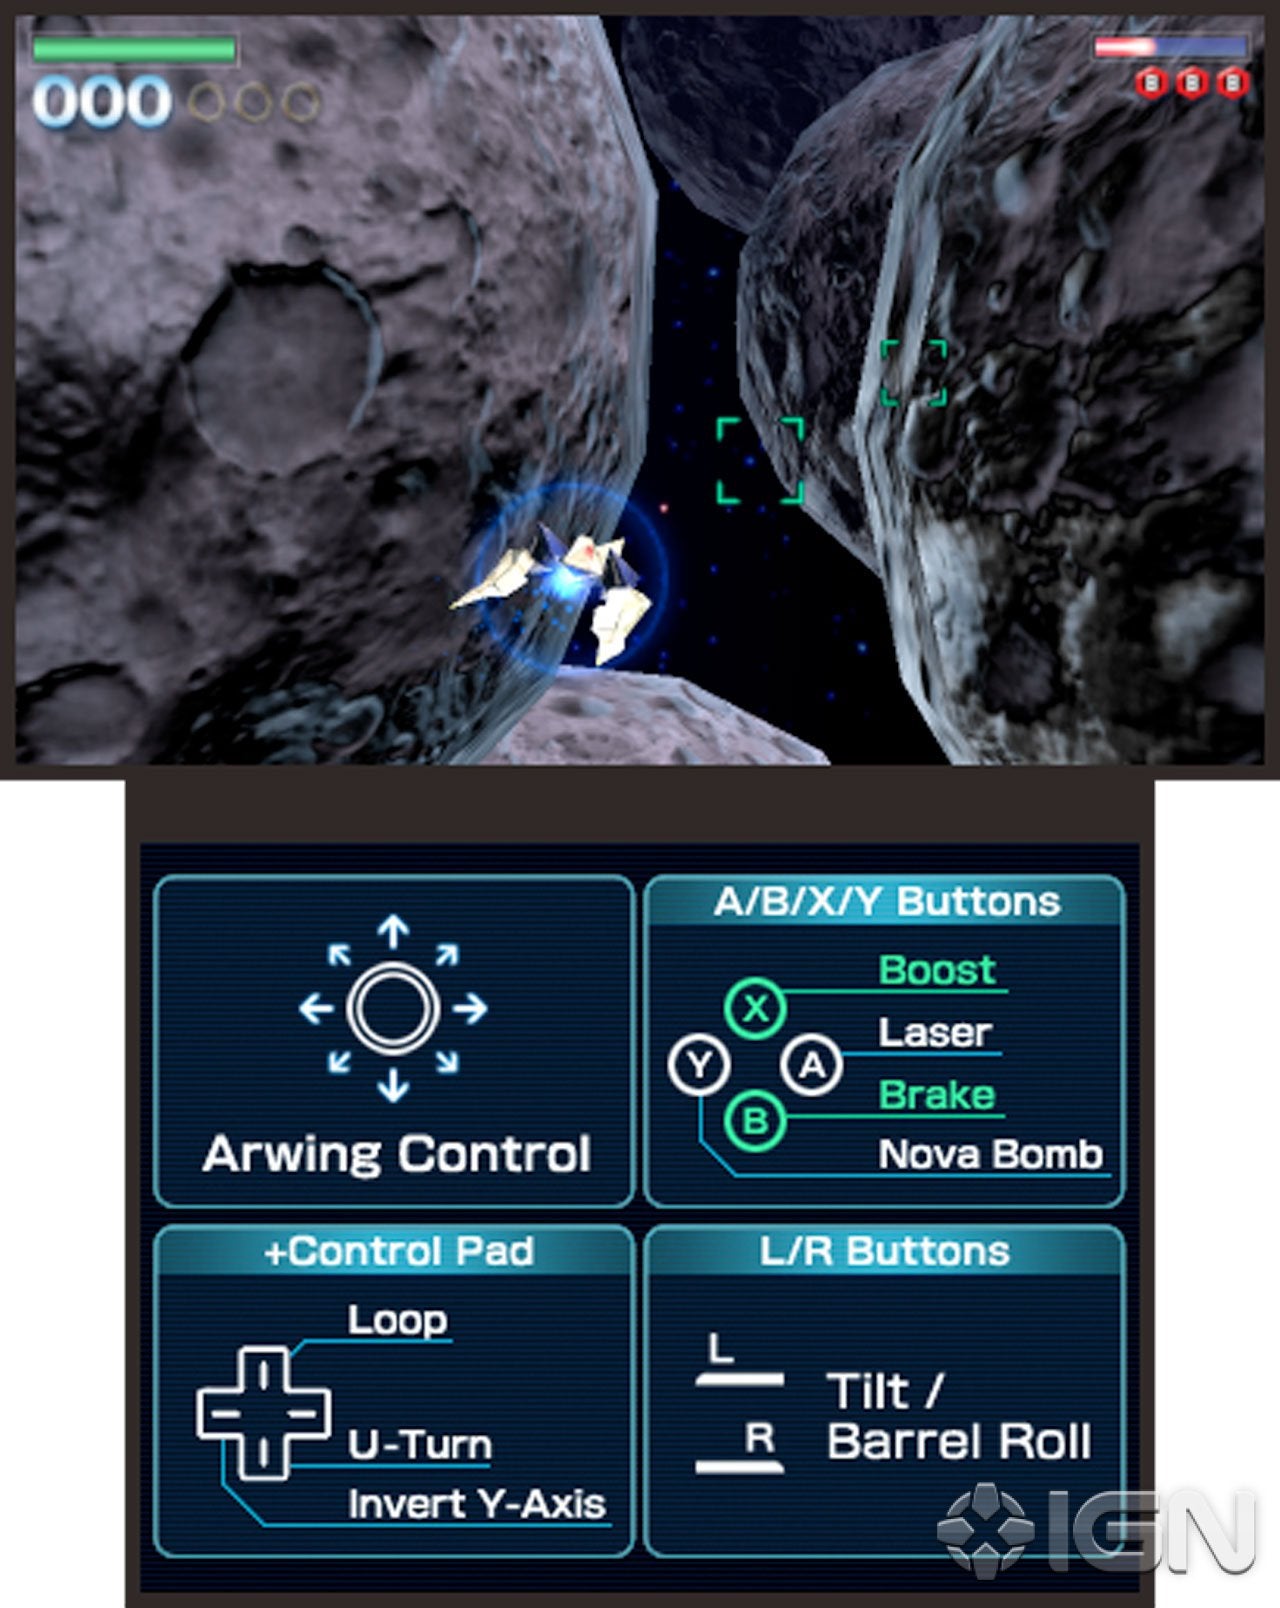 000
B B B
A/B/X/Y Buttons
Boost
X
Laser
Y
A
Brake
B
Nova Bomb
Arwing Control
+Control Pad
Loop
U-Turn
Invert Y-Axis
L/R Buttons
L
Tilt /
R
Barrel Roll
IGN